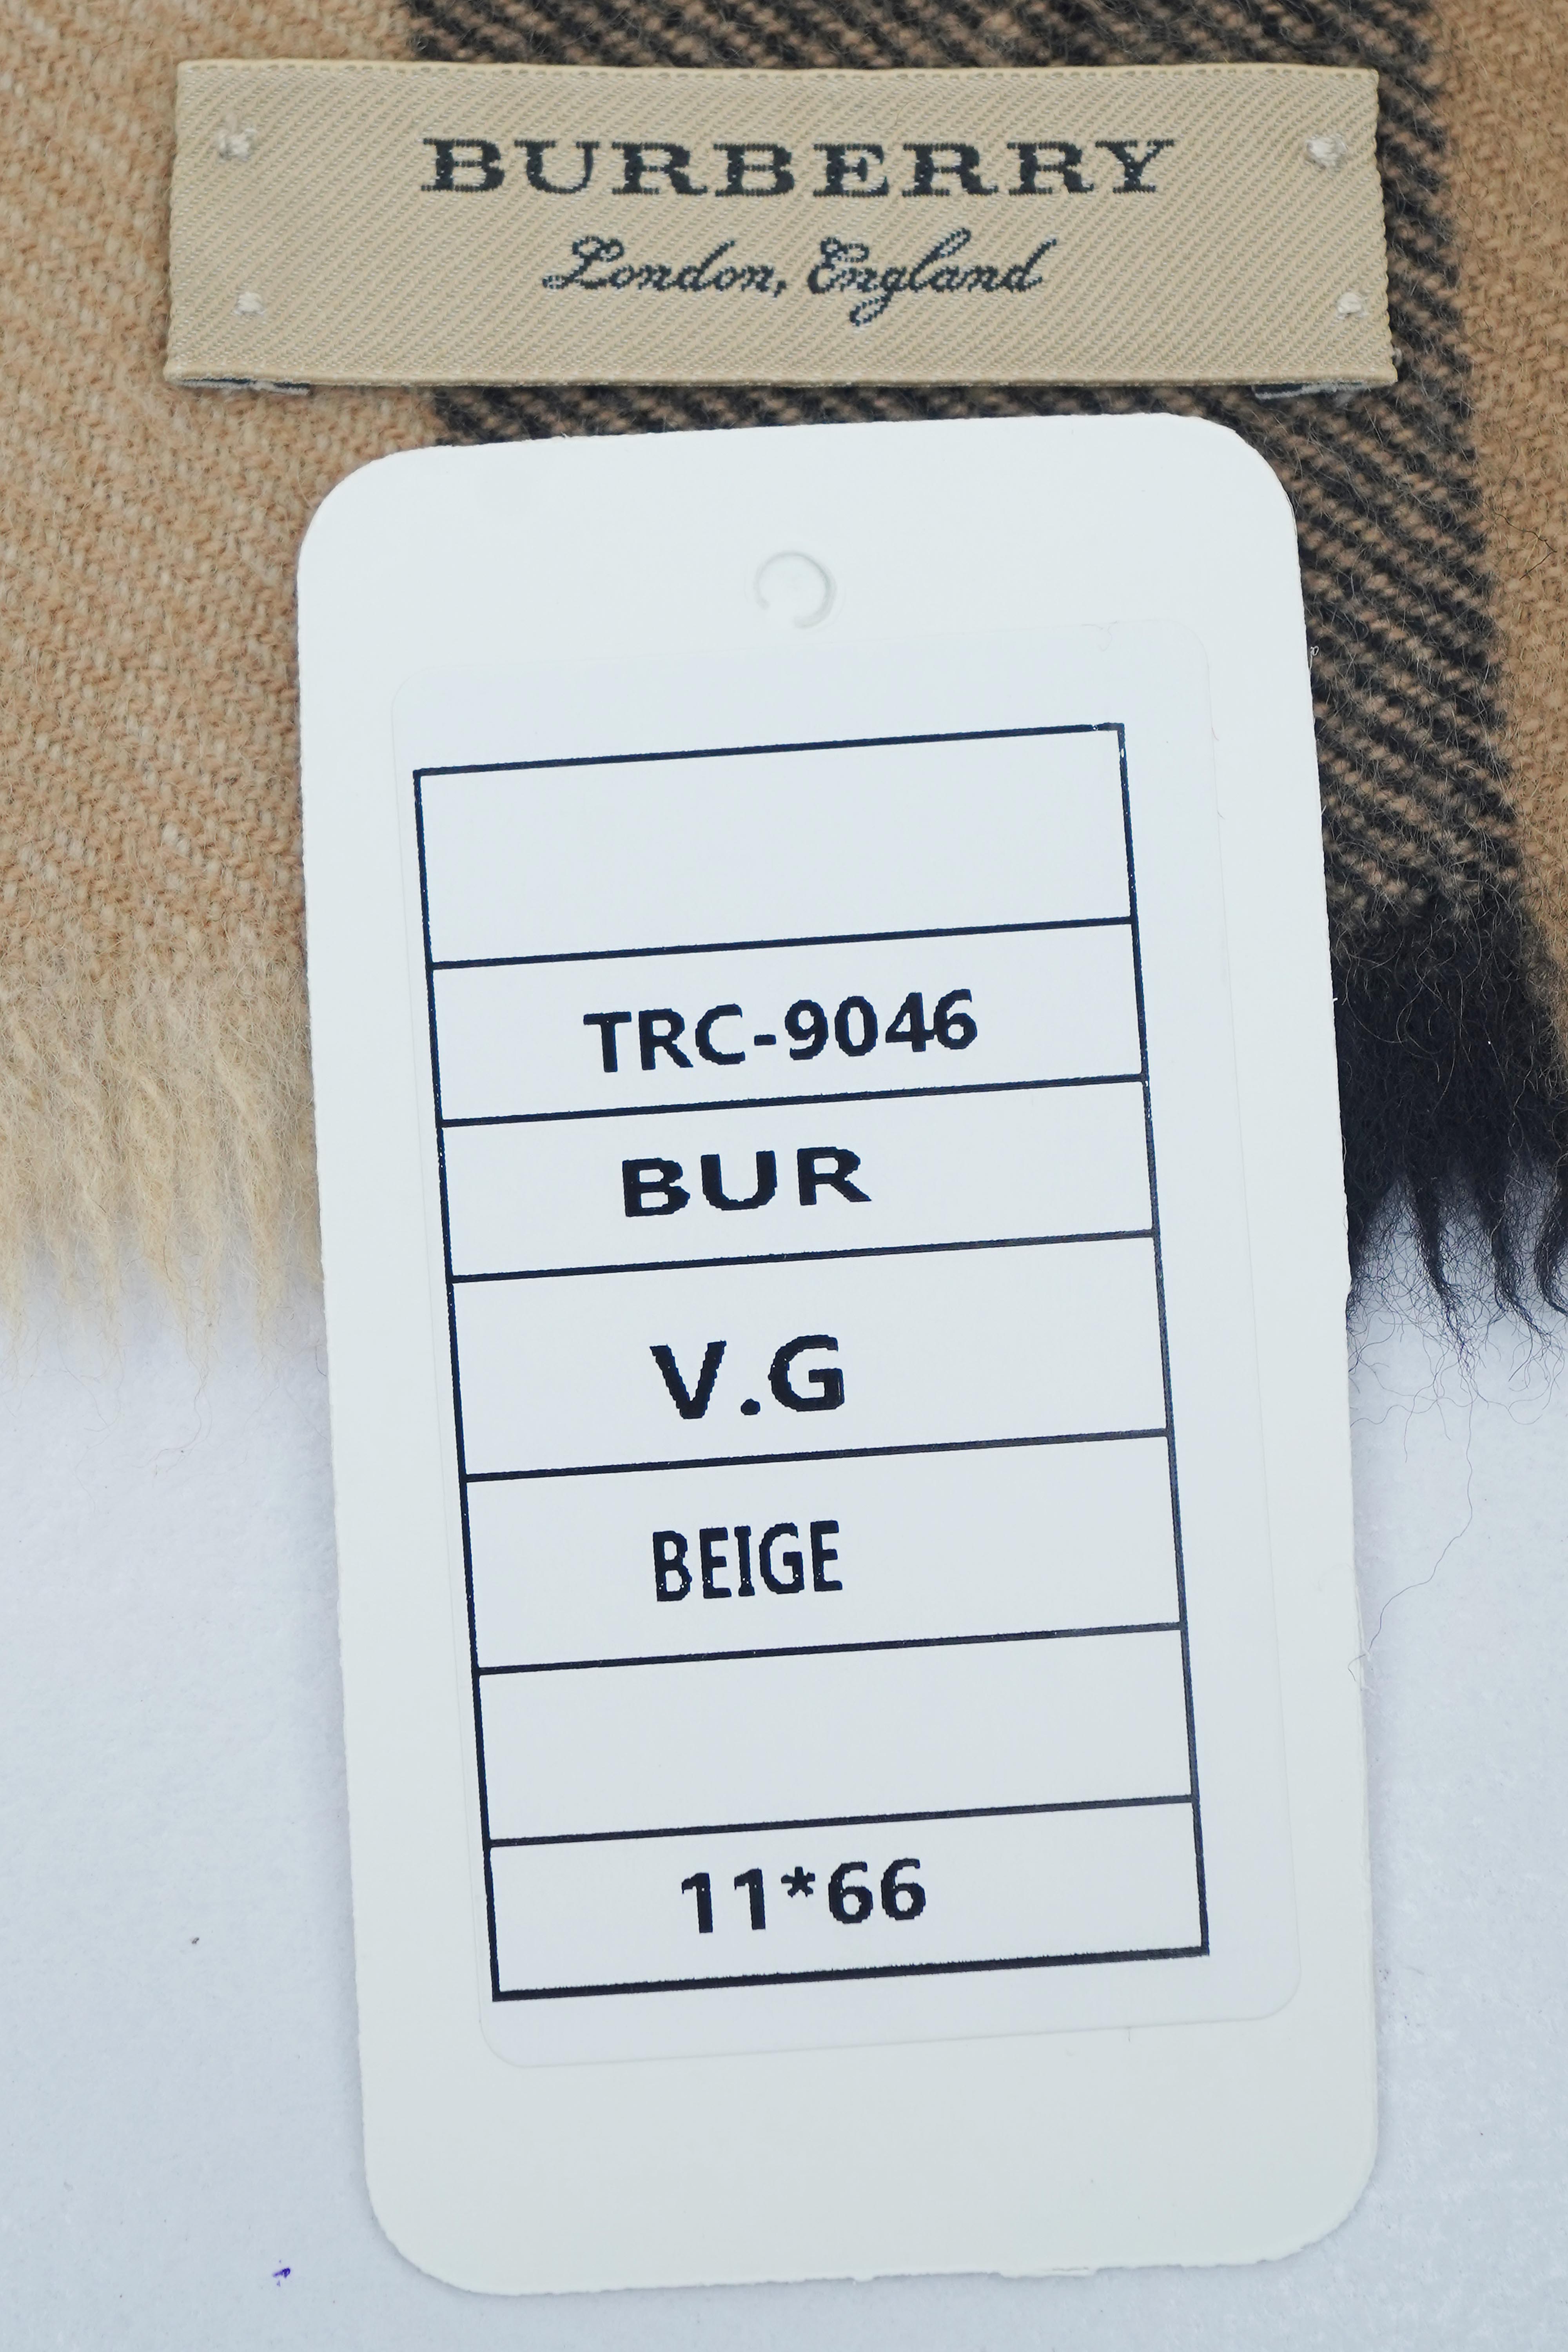 BURBERRY
London, England
TRC-9046
BUR
V.G
BEIGE
11*66